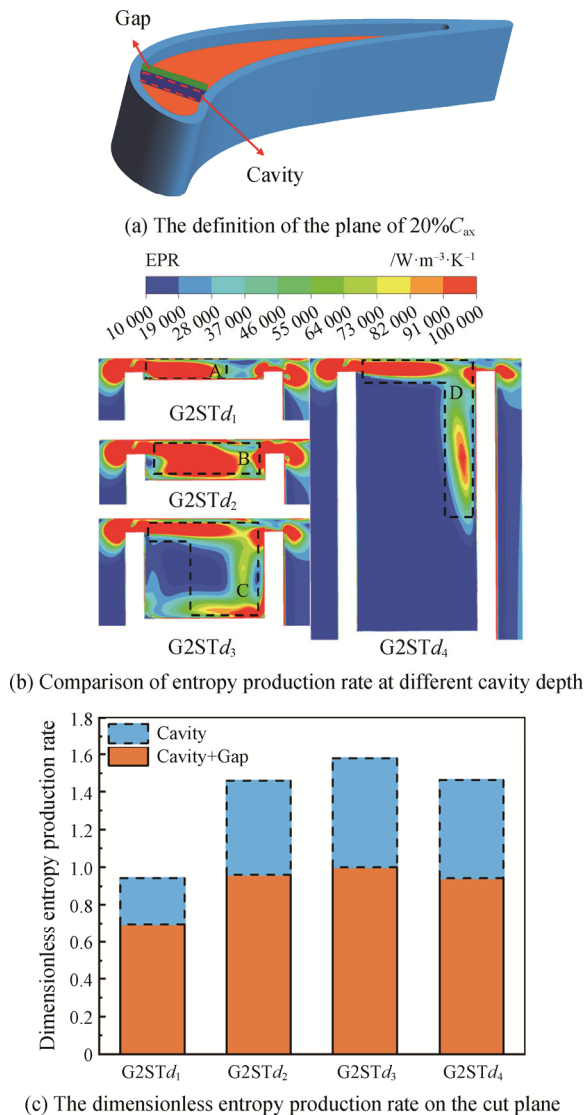 Gap
Cavity
(a) The definition of the plane of 20%Cax
EPR /W·m⁻³·K⁻¹
10 000 19 000 28 000 37 000 46 000 55 000 64 000 73 000 82 000 91 000 100 000
A
G2STd₁
B
G2STd₂
C
G2STd₃
D
G2STd₄
(b) Comparison of entropy production rate at different cavity depth
Dimensionless entropy production rate
1.8
1.6
1.4
1.2
1.0
0.8
0.6
0.4
0.2
0
Cavity
Cavity+Gap
G2STd₁ G2STd₂ G2STd₃ G2STd₄
(c) The dimensionless entropy production rate on the cut plane